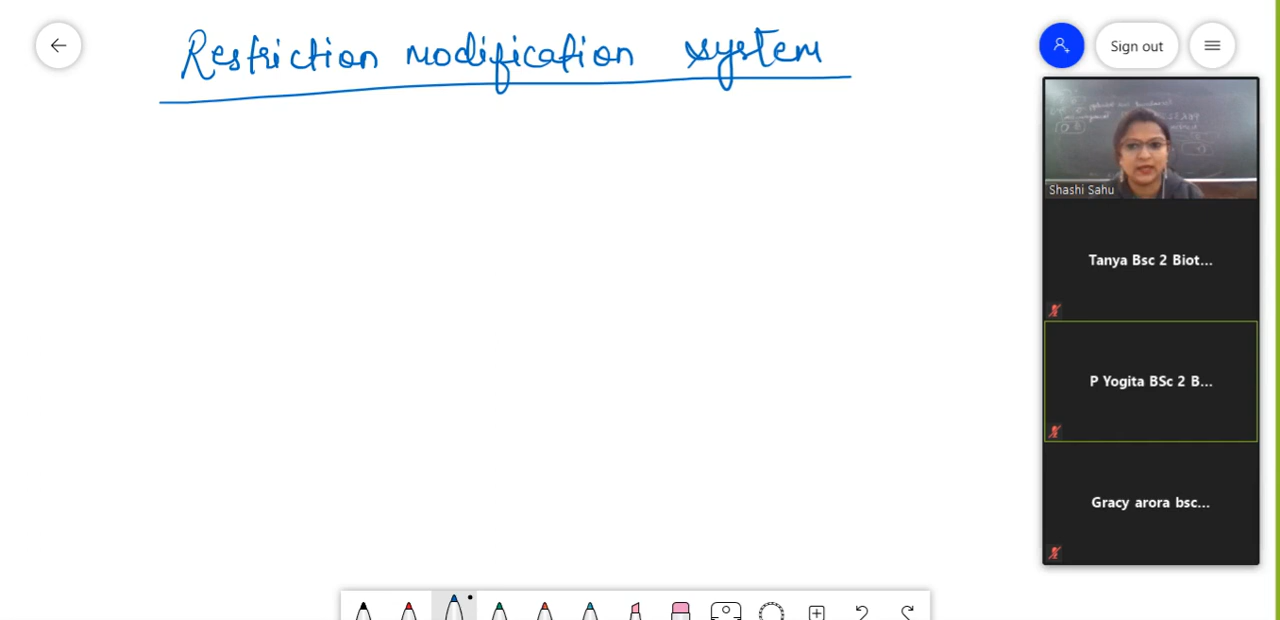 Restriction modification system
Sign out
Shashi Sahu
Tanya Bsc 2 Biot...
P Yogita BSc 2 B...
Gracy arora bsc...